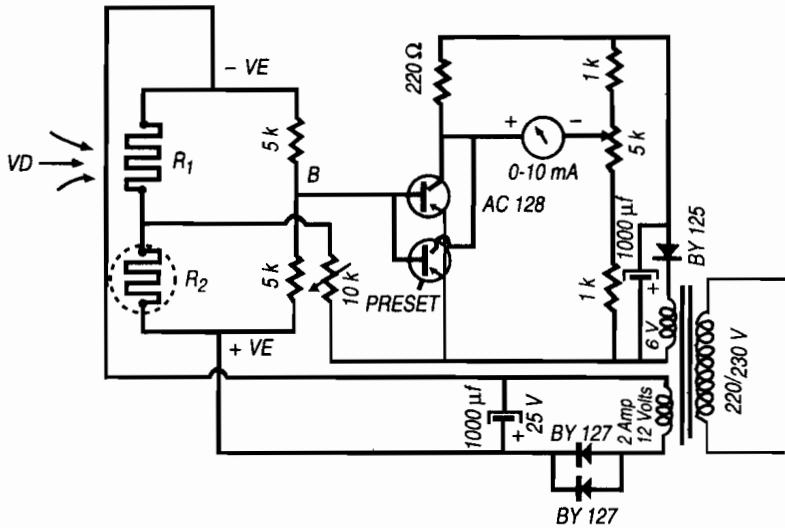 – VE
220 Ω
1 k
5 k
R1
VD
B
+ –
5 k
0-10 mA
AC 128
1000 µf
BY 125
R2
5 k
10 k
PRESET
+
1 k
6 V
+ VE
220/230 V
1000 µf
+
25 V
BY 127
2 Amp
12 Volts
BY 127